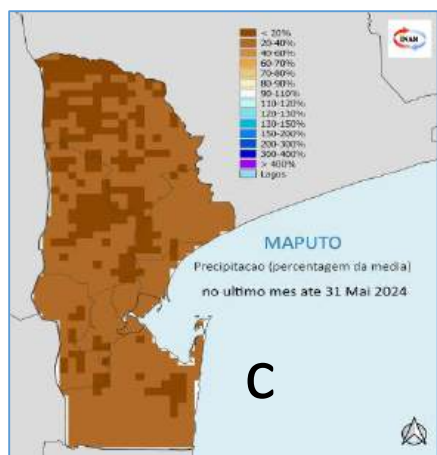 INAM
< 20%
20-40%
40-60%
60-70%
70-80%
80-90%
90-110%
110-120%
120-130%
130-150%
150-200%
200-300%
300-400%
> 400%
Lagos
MAPUTO
Precipitacao (percentagem da media)
no ultimo mes ate 31 Mai 2024
C